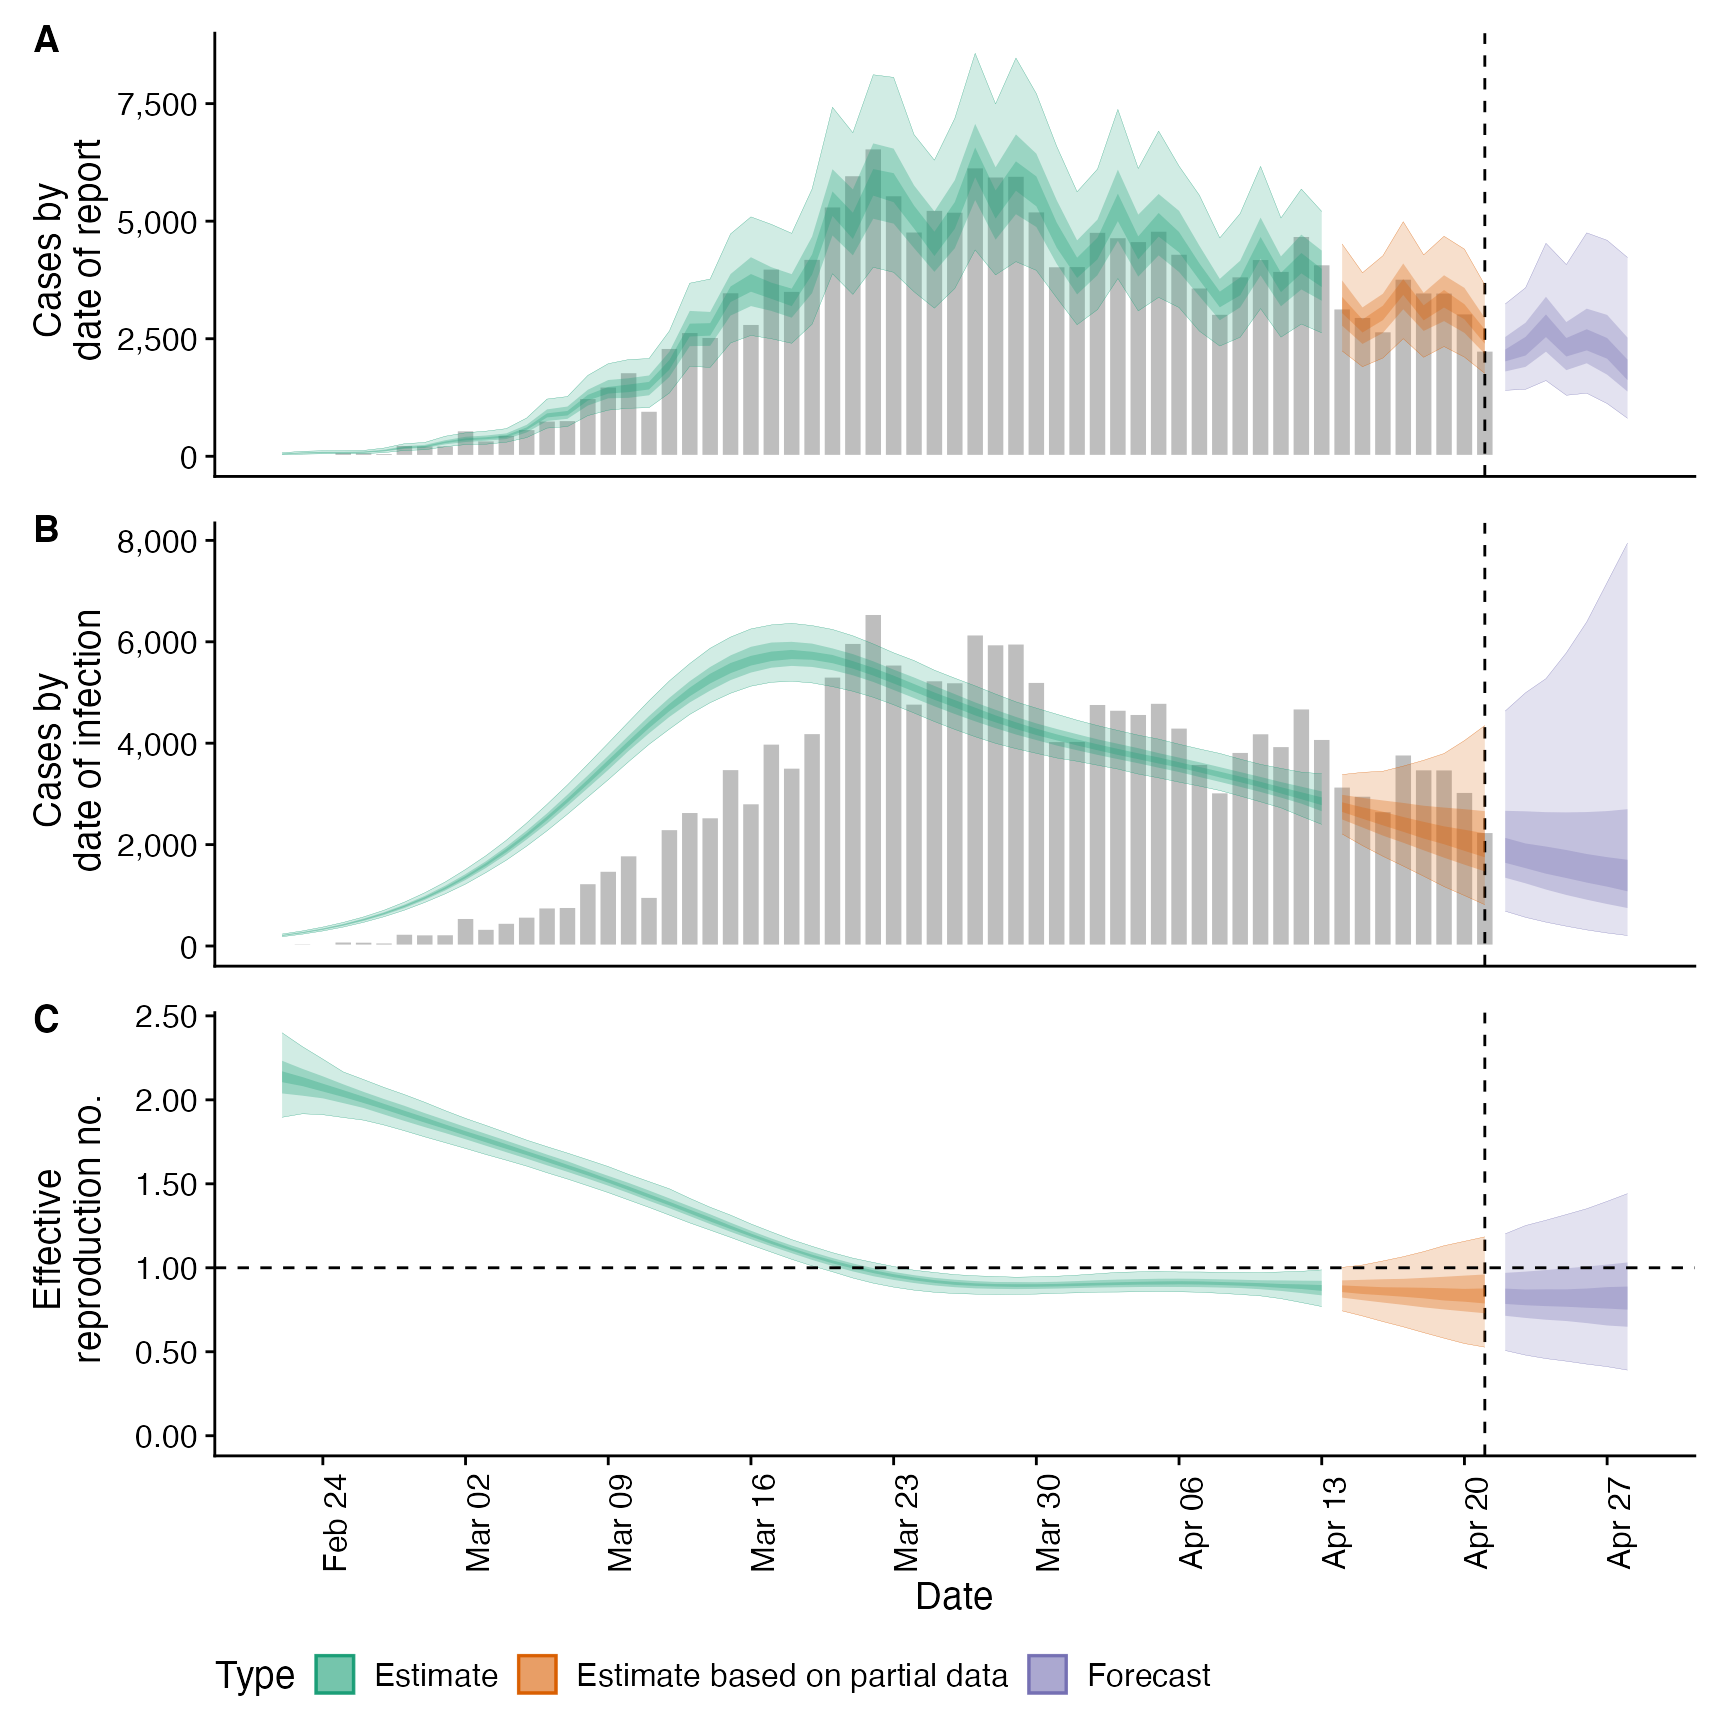 A
Cases by
date of report
7,500
5,000
2,500
0
B
Cases by
date of infection
8,000
6,000
4,000
2,000
0
C
Effective
reproduction no.
2.50
2.00
1.50
1.00
0.50
0.00
Feb 24
Mar 02
Mar 09
Mar 16
Mar 23
Mar 30
Apr 06
Apr 13
Apr 20
Apr 27
Date
Type Estimate Estimate based on partial data Forecast